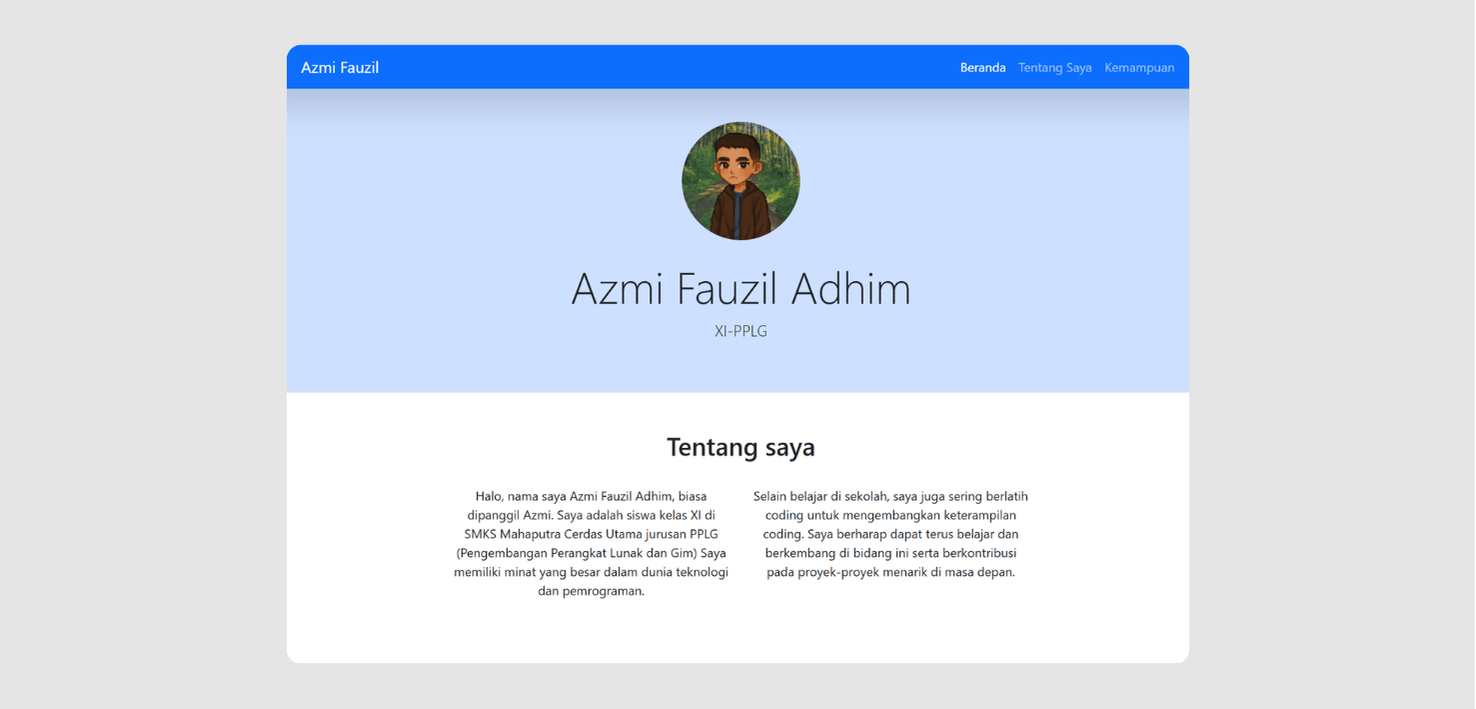 Azmi Fauzil
Beranda Tentang Saya Kemampuan
Azmi Fauzil Adhim
XI-PPLG
Tentang saya
Halo, nama saya Azmi Fauzil Adhim, biasa
dipanggil Azmi. Saya adalah siswa kelas XI di
SMKS Mahaputra Cerdas Utama jurusan PPLG
(Pengembangan Perangkat Lunak dan Gim) Saya
memiliki minat yang besar dalam dunia teknologi
dan pemrograman.
Selain belajar di sekolah, saya juga sering berlatih
coding untuk mengembangkan keterampilan
coding. Saya berharap dapat terus belajar dan
berkembang di bidang ini serta berkontribusi
pada proyek-proyek menarik di masa depan.